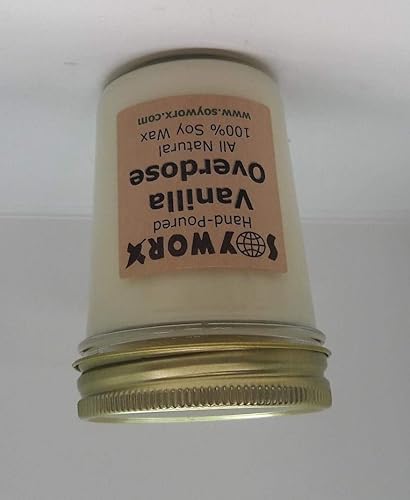 SOYWORX
Hand-Poured
Vanilla
Overdose
All Natural
100% Soy Wax
www.soyworx.com